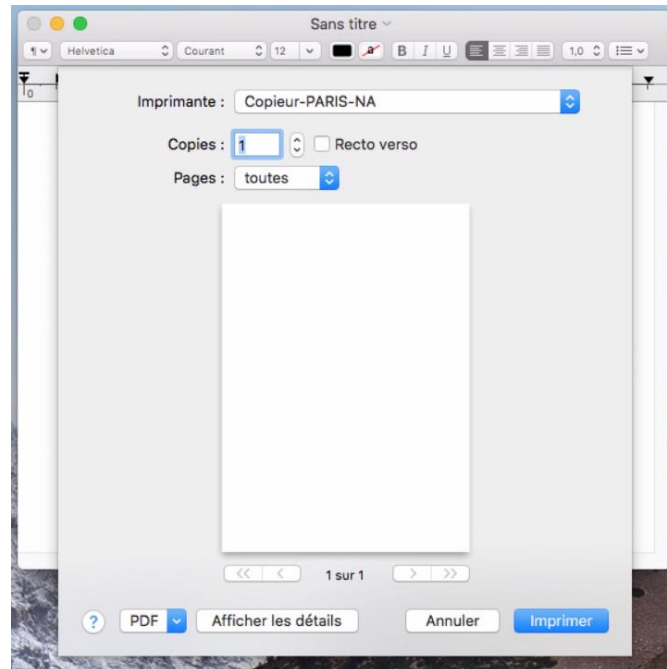 Sans titre
¶ Helvetica Courant 12 a B I U 1,0
0
Imprimante : Copieur-PARIS-NA
Copies : 1 Recto verso
Pages : toutes
<< < 1 sur 1 > >>
? PDF Afficher les détails Annuler Imprimer